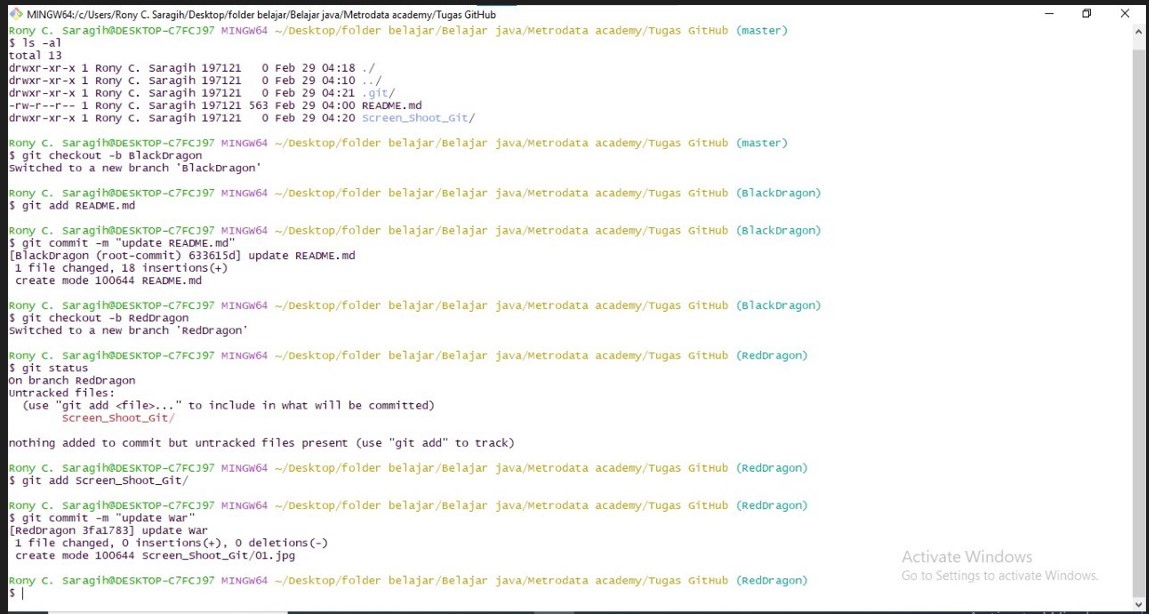 MINGW64:/c/Users/Rony C. Saragih/Desktop/folder belajar/Belajar java/Metrodata academy/Tugas GitHub
Rony C. Saragih@DESKTOP-C7FCJ97 MINGW64 ~/Desktop/folder belajar/Belajar java/Metrodata academy/Tugas GitHub (master)
$ ls -al
total 13
drwxr-xr-x 1 Rony C. Saragih 197121   0 Feb 29 04:18 ./
drwxr-xr-x 1 Rony C. Saragih 197121   0 Feb 29 04:10 ../
drwxr-xr-x 1 Rony C. Saragih 197121   0 Feb 29 04:21 .git/
-rw-r--r-- 1 Rony C. Saragih 197121 563 Feb 29 04:00 README.md
drwxr-xr-x 1 Rony C. Saragih 197121   0 Feb 29 04:20 Screen_Shoot_Git/
Rony C. Saragih@DESKTOP-C7FCJ97 MINGW64 ~/Desktop/folder belajar/Belajar java/Metrodata academy/Tugas GitHub (master)
$ git checkout -b BlackDragon
Switched to a new branch 'BlackDragon'
Rony C. Saragih@DESKTOP-C7FCJ97 MINGW64 ~/Desktop/folder belajar/Belajar java/Metrodata academy/Tugas GitHub (BlackDragon)
$ git add README.md
Rony C. Saragih@DESKTOP-C7FCJ97 MINGW64 ~/Desktop/folder belajar/Belajar java/Metrodata academy/Tugas GitHub (BlackDragon)
$ git commit -m "update README.md"
[BlackDragon (root-commit) 633615d] update README.md
 1 file changed, 18 insertions(+)
 create mode 100644 README.md
Rony C. Saragih@DESKTOP-C7FCJ97 MINGW64 ~/Desktop/folder belajar/Belajar java/Metrodata academy/Tugas GitHub (BlackDragon)
$ git checkout -b RedDragon
Switched to a new branch 'RedDragon'
Rony C. Saragih@DESKTOP-C7FCJ97 MINGW64 ~/Desktop/folder belajar/Belajar java/Metrodata academy/Tugas GitHub (RedDragon)
$ git status
On branch RedDragon
Untracked files:
  (use "git add <file>..." to include in what will be committed)
        Screen_Shoot_Git/
nothing added to commit but untracked files present (use "git add" to track)
Rony C. Saragih@DESKTOP-C7FCJ97 MINGW64 ~/Desktop/folder belajar/Belajar java/Metrodata academy/Tugas GitHub (RedDragon)
$ git add Screen_Shoot_Git/
Rony C. Saragih@DESKTOP-C7FCJ97 MINGW64 ~/Desktop/folder belajar/Belajar java/Metrodata academy/Tugas GitHub (RedDragon)
$ git commit -m "update War"
[RedDragon 3fa1783] update War
 1 file changed, 0 insertions(+), 0 deletions(-)
 create mode 100644 Screen_Shoot_Git/01.jpg
Rony C. Saragih@DESKTOP-C7FCJ97 MINGW64 ~/Desktop/folder belajar/Belajar java/Metrodata academy/Tugas GitHub (RedDragon)
$
Activate Windows
Go to Settings to activate Windows.